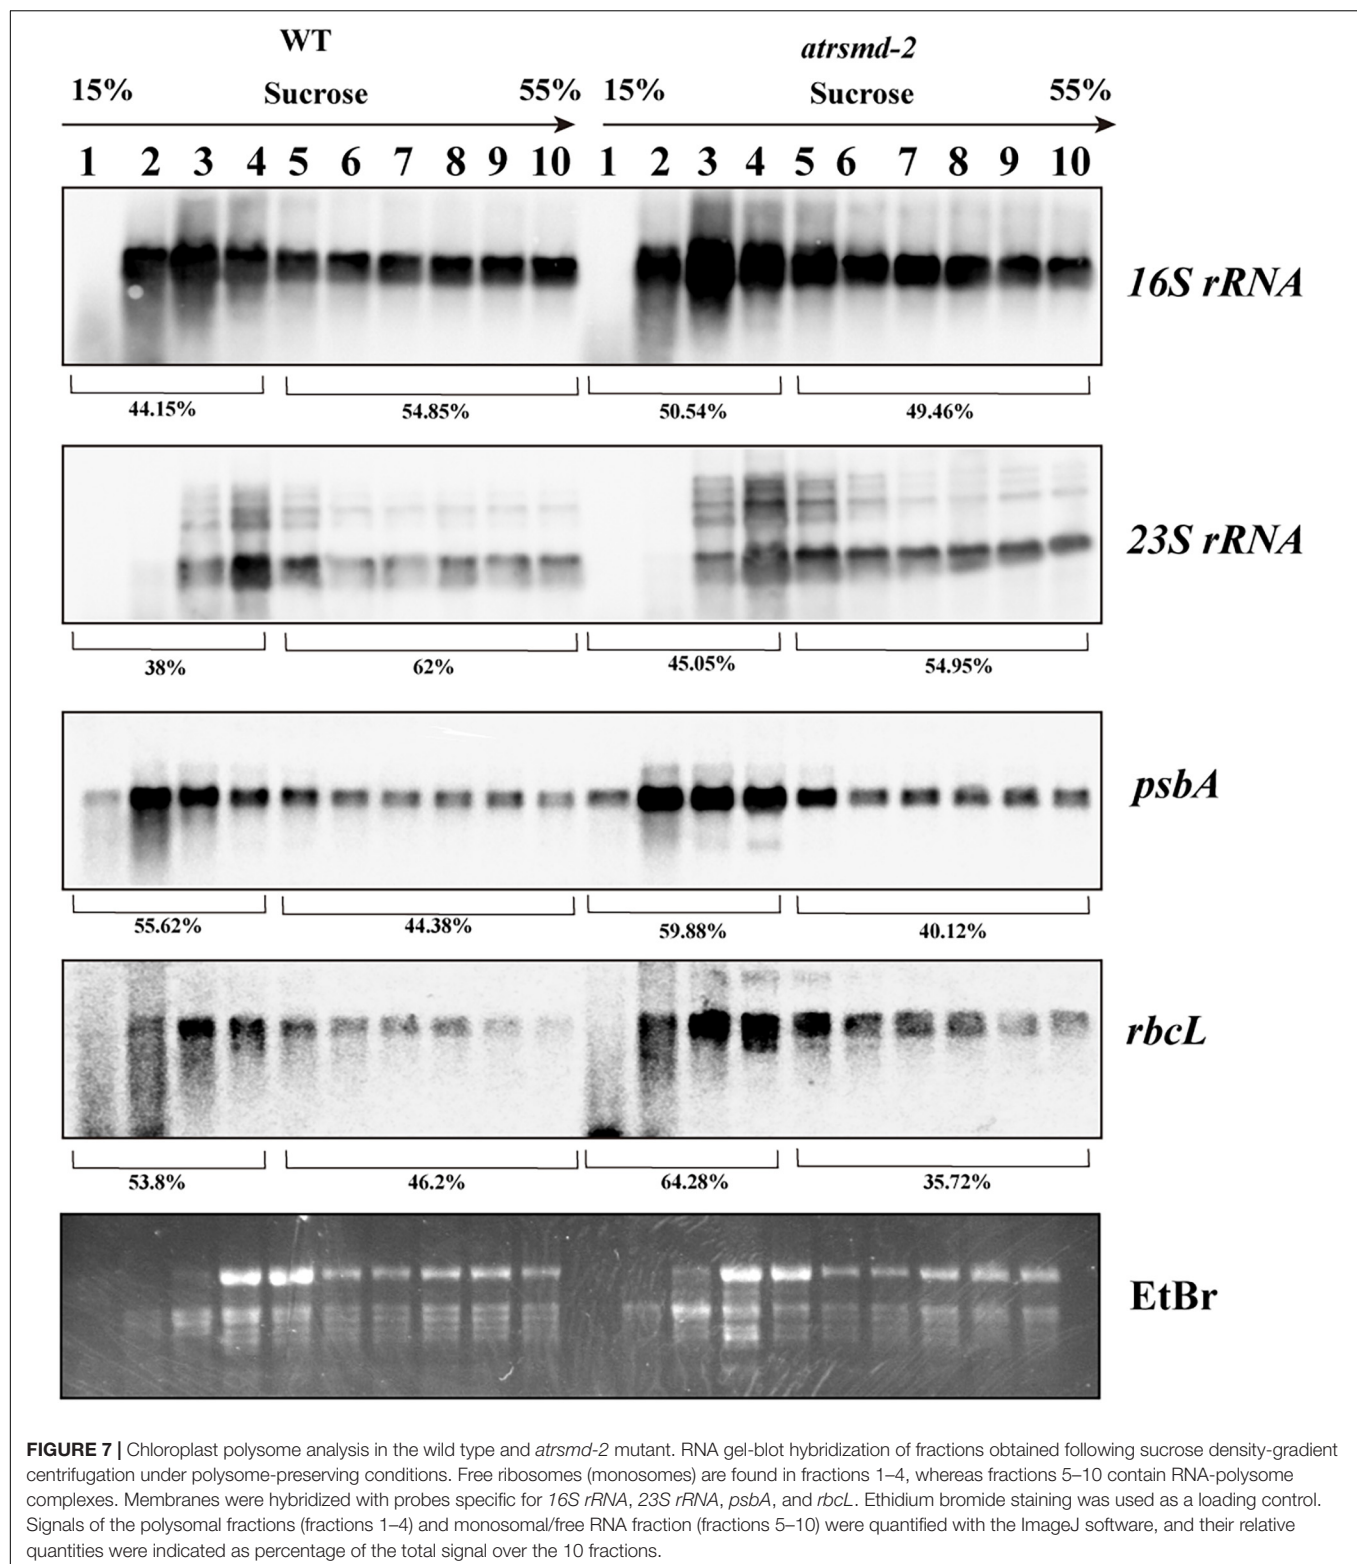 WT atrsmd-2
15% Sucrose 55% 15% Sucrose 55%
1 2 3 4 5 6 7 8 9 10 1 2 3 4 5 6 7 8 9 10
16S rRNA
44.15% 54.85% 50.54% 49.46%
23S rRNA
38% 62% 45.05% 54.95%
psbA
55.62% 44.38% 59.88% 40.12%
rbcL
53.8% 46.2% 64.28% 35.72%
EtBr
FIGURE 7 | Chloroplast polysome analysis in the wild type and atrsmd-2 mutant. RNA gel-blot hybridization of fractions obtained following sucrose density-gradient
centrifugation under polysome-preserving conditions. Free ribosomes (monosomes) are found in fractions 1–4, whereas fractions 5–10 contain RNA-polysome
complexes. Membranes were hybridized with probes specific for 16S rRNA, 23S rRNA, psbA, and rbcL. Ethidium bromide staining was used as a loading control.
Signals of the polysomal fractions (fractions 1–4) and monosomal/free RNA fraction (fractions 5–10) were quantified with the ImageJ software, and their relative
quantities were indicated as percentage of the total signal over the 10 fractions.